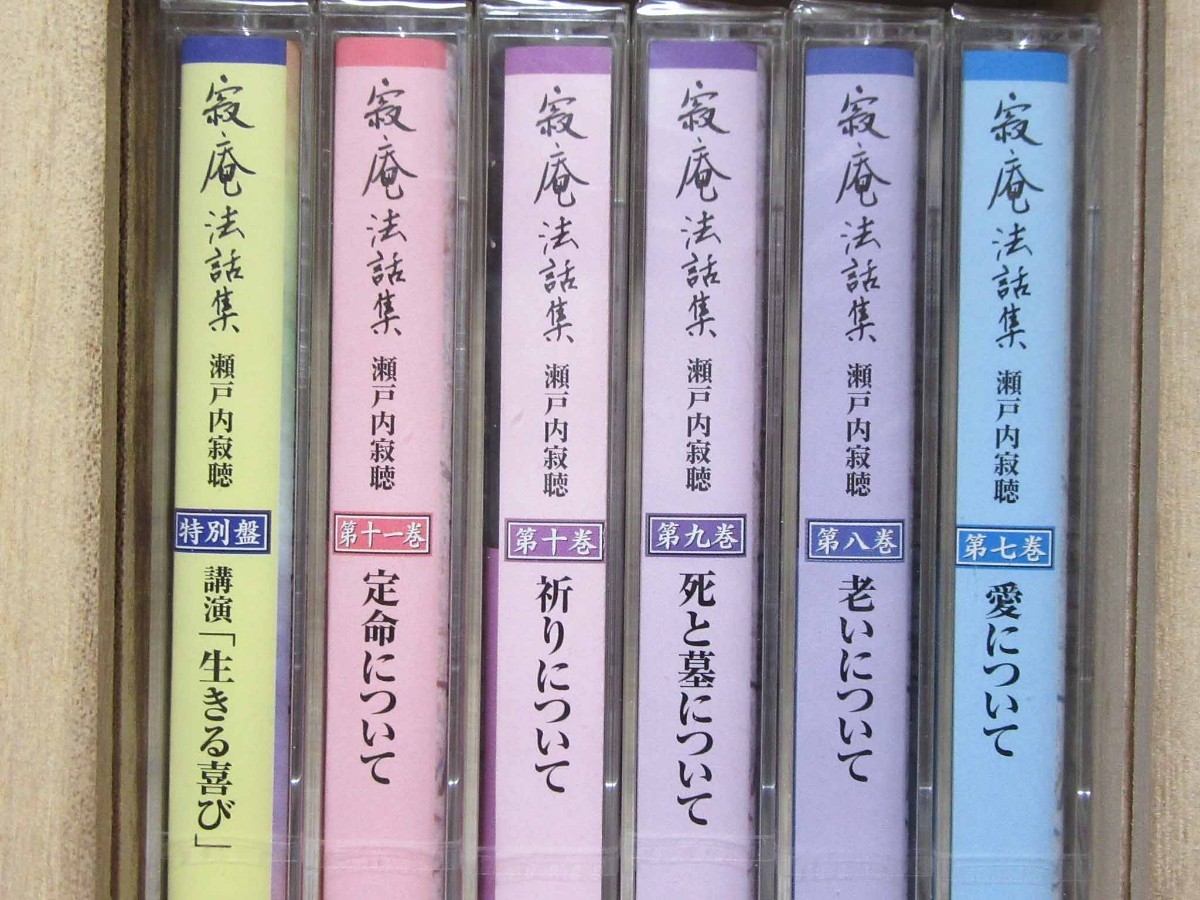 寂庵法話集 瀬戸内寂聴 第七巻 愛について
寂庵法話集 瀬戸内寂聴 第八巻 老いについて
寂庵法話集 瀬戸内寂聴 第九巻 死と墓について
寂庵法話集 瀬戸内寂聴 第十巻 祈りについて
寂庵法話集 瀬戸内寂聴 第十一巻 定命について
寂庵法話集 瀬戸内寂聴 特別盤 講演「生きる喜び」